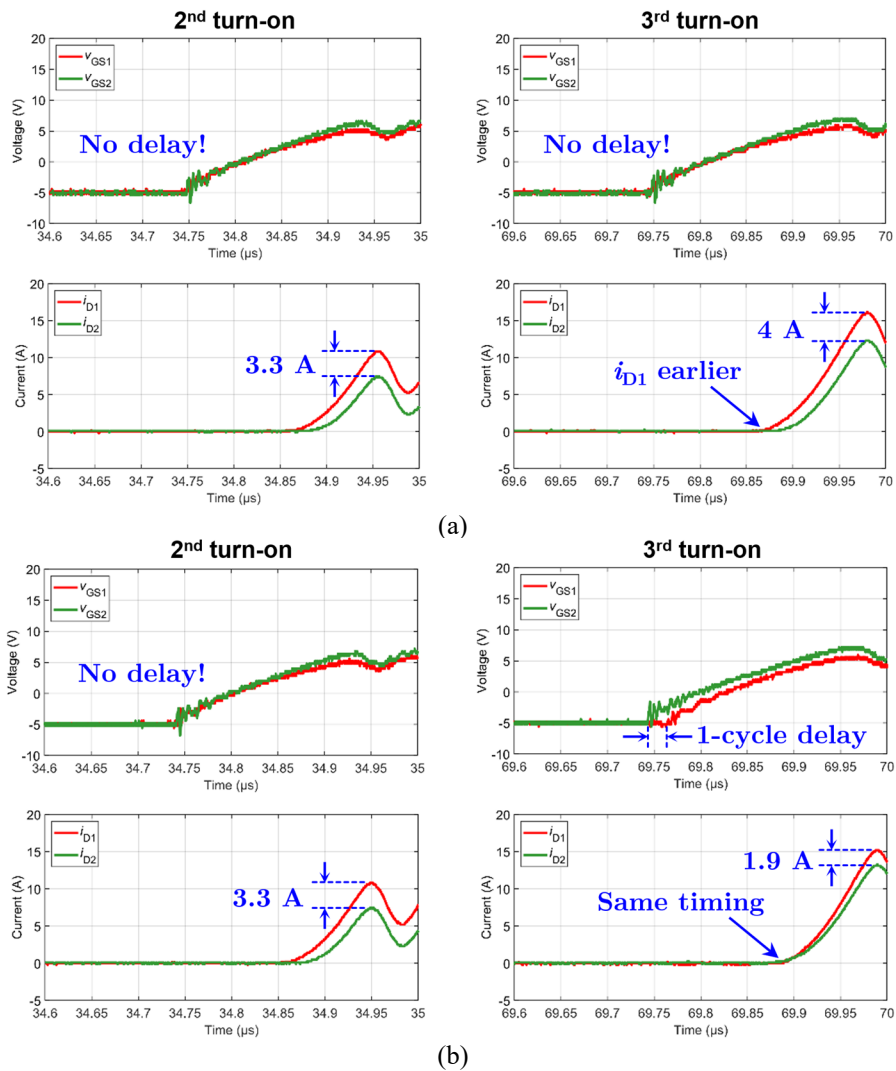 2nd turn-on
3rd turn-on
vGS1
vGS2
No delay!
Voltage (V)
20
15
10
5
0
-5
-10
34.6 34.65 34.7 34.75 34.8 34.85 34.9 34.95 35
Time (µs)
vGS1
vGS2
No delay!
Voltage (V)
20
15
10
5
0
-5
-10
69.6 69.65 69.7 69.75 69.8 69.85 69.9 69.95 70
Time (µs)
iD1
iD2
3.3 A
Current (A)
20
15
10
5
0
-5
34.6 34.65 34.7 34.75 34.8 34.85 34.9 34.95 35
Time (µs)
iD1
iD2
4 A
iD1 earlier
Current (A)
20
15
10
5
0
-5
69.6 69.65 69.7 69.75 69.8 69.85 69.9 69.95 70
Time (µs)
(a)
2nd turn-on
3rd turn-on
vGS1
vGS2
No delay!
Voltage (V)
20
15
10
5
0
-5
-10
34.6 34.65 34.7 34.75 34.8 34.85 34.9 34.95 35
Time (µs)
vGS1
vGS2
1-cycle delay
Voltage (V)
20
15
10
5
0
-5
-10
69.6 69.65 69.7 69.75 69.8 69.85 69.9 69.95 70
Time (µs)
iD1
iD2
3.3 A
Current (A)
20
15
10
5
0
-5
34.6 34.65 34.7 34.75 34.8 34.85 34.9 34.95 35
Time (µs)
iD1
iD2
1.9 A
Same timing
Current (A)
20
15
10
5
0
-5
69.6 69.65 69.7 69.75 69.8 69.85 69.9 69.95 70
Time (µs)
(b)